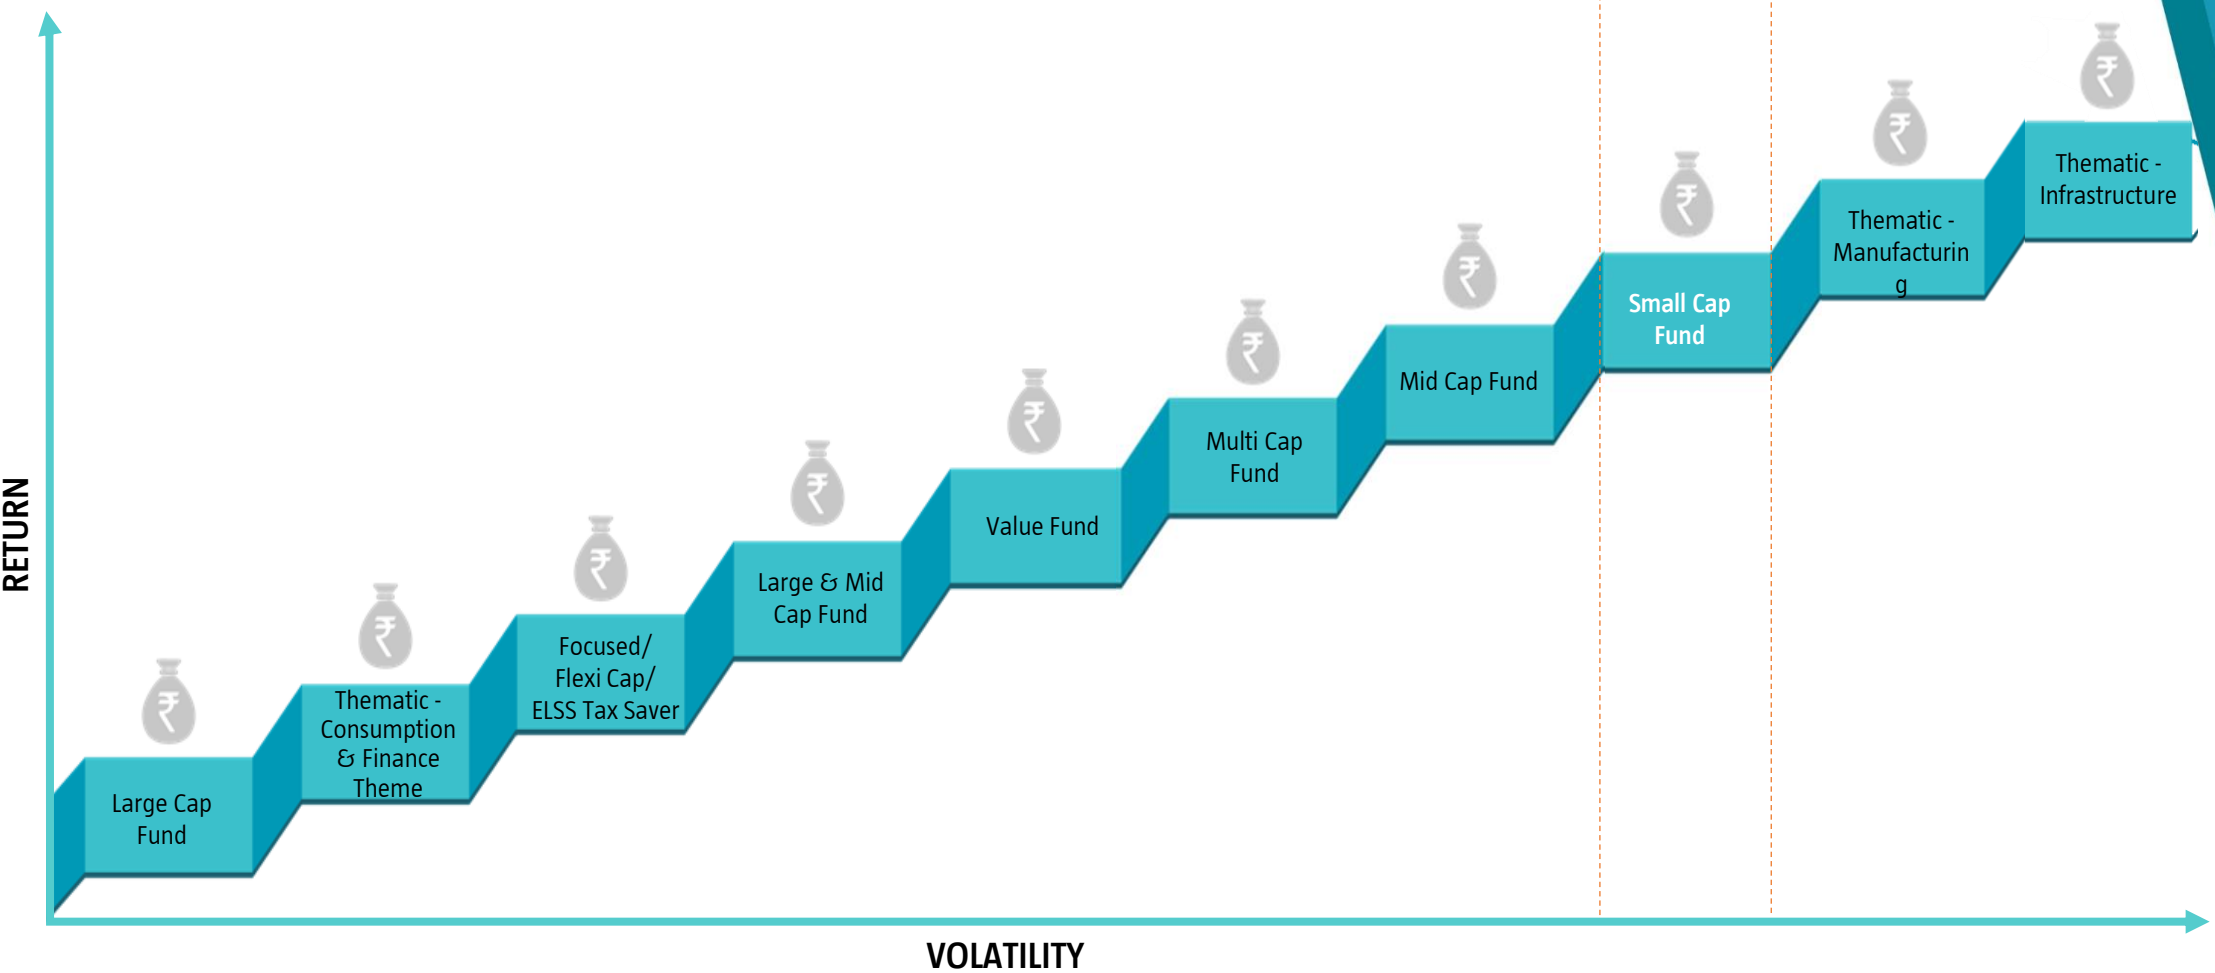 RETURN
Large Cap
Fund
Thematic -
Consumption
& Finance
Theme
Focused/
Flexi Cap/
ELSS Tax Saver
Large & Mid
Cap Fund
Value Fund
Multi Cap
Fund
Mid Cap Fund
Small Cap
Fund
Thematic -
Manufacturin
g
Thematic -
Infrastructure
₹
₹
₹
₹
₹
₹
₹
₹
₹
₹
VOLATILITY